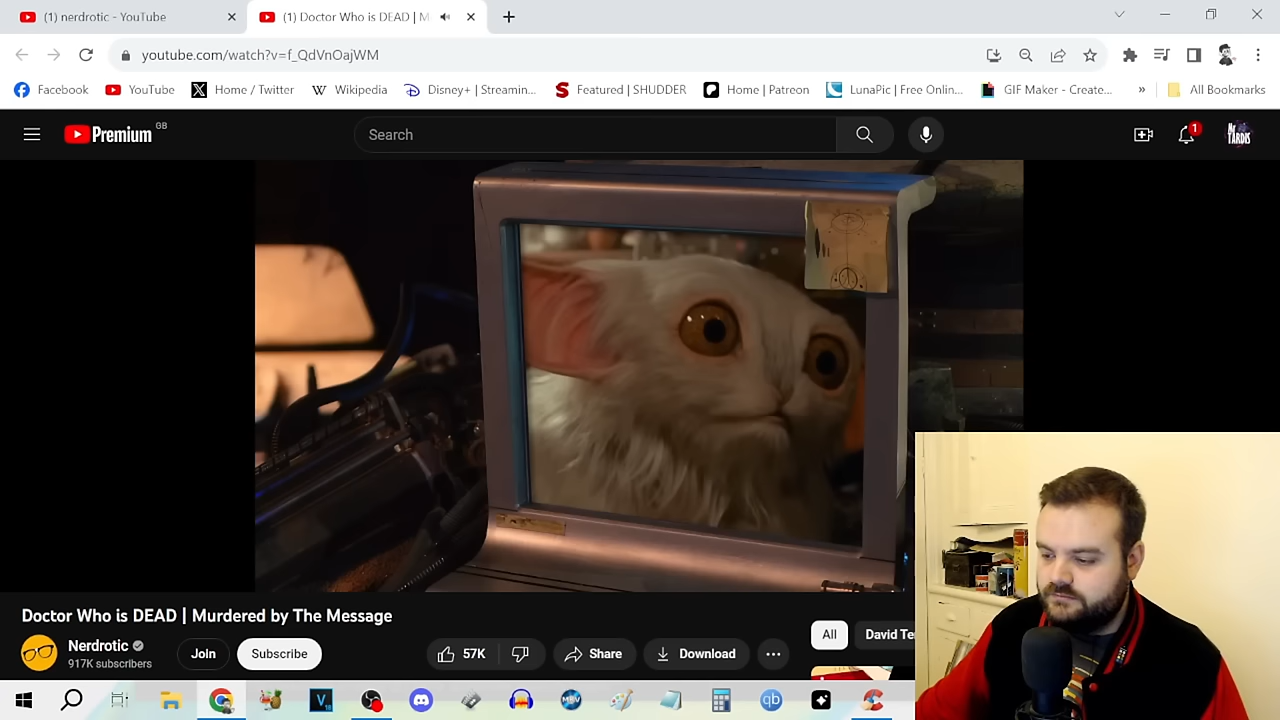 (1) nerdrotic - YouTube
(1) Doctor Who is DEAD | M
youtube.com/watch?v=f_QdVnOajWM
Facebook
YouTube
Home / Twitter
Wikipedia
Disney+ | Streamin...
Featured | SHUDDER
Home | Patreon
LunaPic | Free Onlin...
GIF Maker - Create...
»
All Bookmarks
Premium GB
Search
1
Mr TARDIS
Doctor Who is DEAD | Murdered by The Message
Nerdrotic
917K subscribers
Join
Subscribe
57K
Share
Download
All
David Te